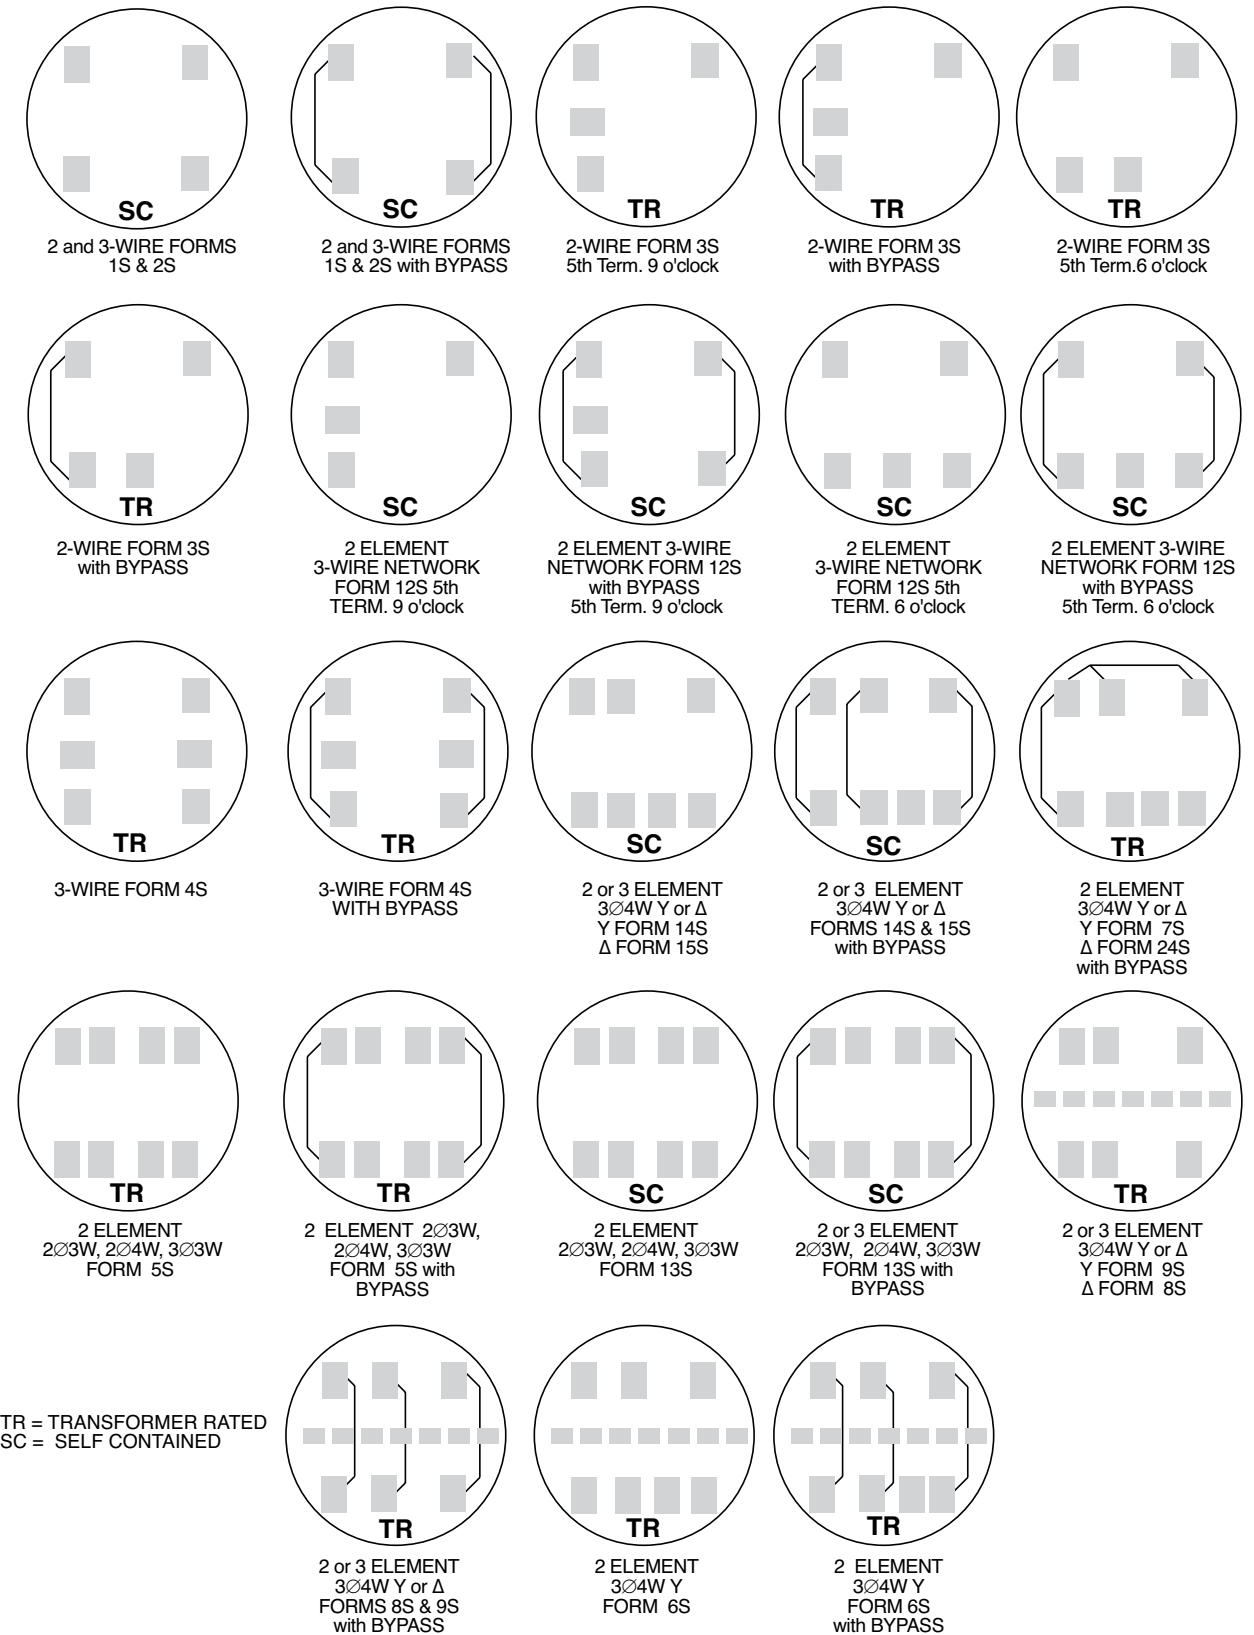 SC
2 and 3-WIRE FORMS
1S & 2S
SC
2 and 3-WIRE FORMS
1S & 2S with BYPASS
TR
2-WIRE FORM 3S
5th Term. 9 o'clock
TR
2-WIRE FORM 3S
with BYPASS
TR
2-WIRE FORM 3S
5th Term.6 o'clock
TR
2-WIRE FORM 3S
with BYPASS
SC
2 ELEMENT
3-WIRE NETWORK
FORM 12S 5th
TERM. 9 o'clock
SC
2 ELEMENT 3-WIRE
NETWORK FORM 12S
with BYPASS
5th Term. 9 o'clock
SC
2 ELEMENT
3-WIRE NETWORK
FORM 12S 5th
TERM. 6 o'clock
SC
2 ELEMENT 3-WIRE
NETWORK FORM 12S
with BYPASS
5th Term. 6 o'clock
TR
3-WIRE FORM 4S
TR
3-WIRE FORM 4S
WITH BYPASS
SC
2 or 3 ELEMENT
3∅4W Y or Δ
Y FORM 14S
Δ FORM 15S
SC
2 or 3 ELEMENT
3∅4W Y or Δ
FORMS 14S & 15S
with BYPASS
TR
2 ELEMENT
3∅4W Y or Δ
Y FORM 7S
Δ FORM 24S
with BYPASS
TR
2 ELEMENT
2∅3W, 2∅4W, 3∅3W
FORM 5S
TR
2 ELEMENT 2∅3W,
2∅4W, 3∅3W
FORM 5S with
BYPASS
SC
2 ELEMENT
2∅3W, 2∅4W, 3∅3W
FORM 13S
SC
2 or 3 ELEMENT
2∅3W, 2∅4W, 3∅3W
FORM 13S with
BYPASS
TR
2 or 3 ELEMENT
3∅4W Y or Δ
Y FORM 9S
Δ FORM 8S
TR = TRANSFORMER RATED
SC = SELF CONTAINED
TR
2 or 3 ELEMENT
3∅4W Y or Δ
FORMS 8S & 9S
with BYPASS
TR
2 ELEMENT
3∅4W Y
FORM 6S
TR
2 ELEMENT
3∅4W Y
FORM 6S
with BYPASS